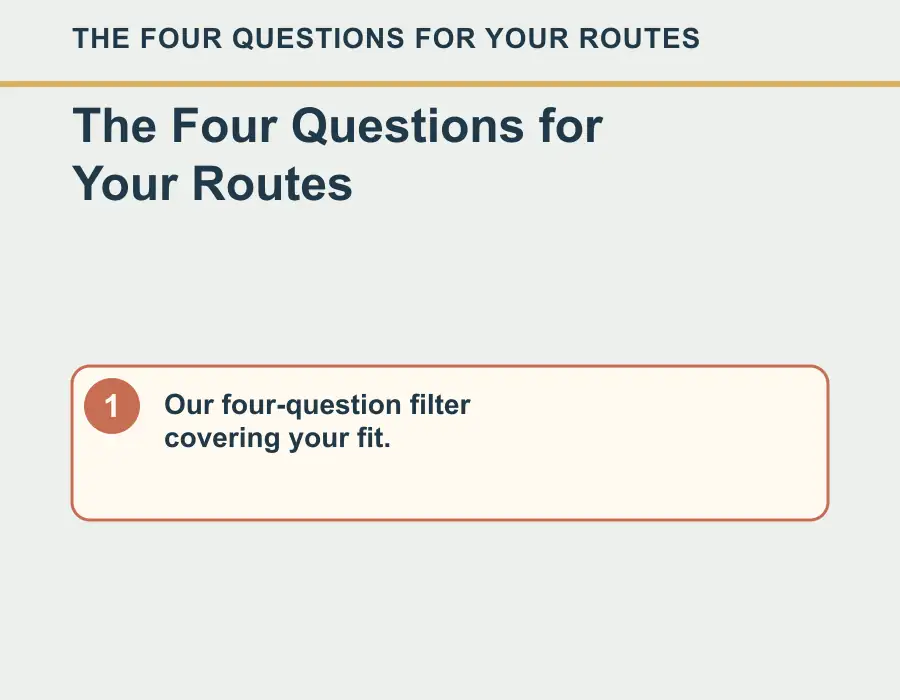 THE FOUR QUESTIONS FOR YOUR ROUTES
The Four Questions for
Your Routes
1
Our four-question filter
covering your fit.